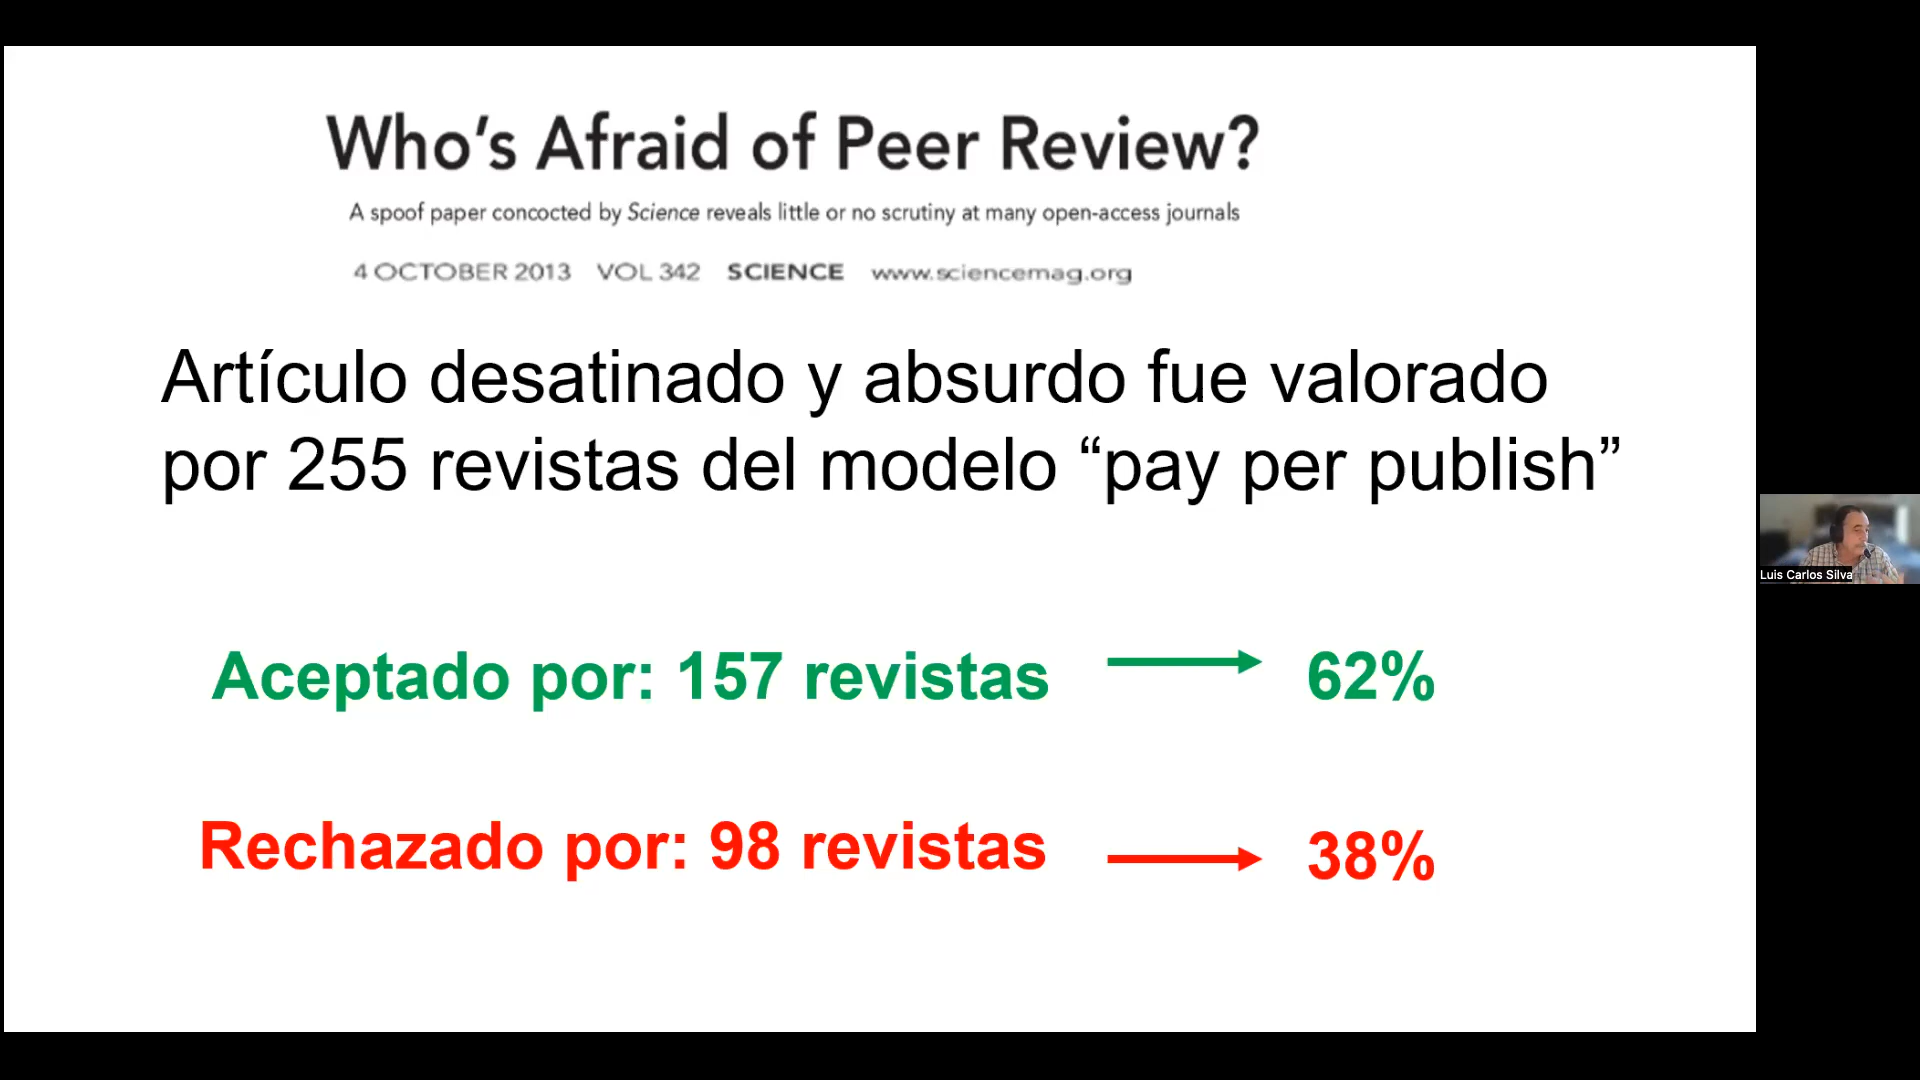 Who's Afraid of Peer Review?
A spoof paper concocted by Science reveals little or no scrutiny at many open-access journals
4 OCTOBER 2013 VOL 342 SCIENCE www.sciencemag.org
Artículo desatinado y absurdo fue valorado
por 255 revistas del modelo “pay per publish”
Aceptado por: 157 revistas 62%
Rechazado por: 98 revistas 38%
Luis Carlos Silva